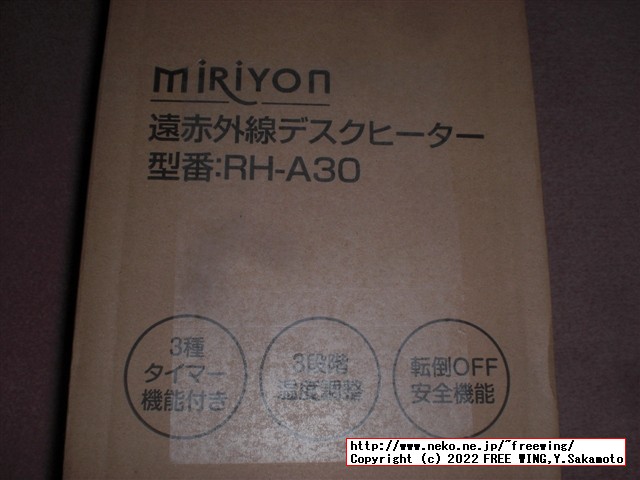 miRiyon
遠赤外線デスクヒーター
型番:RH-A30
3種
タイマー
機能付き
3段階
温度調整
転倒OFF
安全機能
http://www.neko.ne.jp/~freewing/
Copyright (c) 2022 FREE WING,Y.Sakamoto